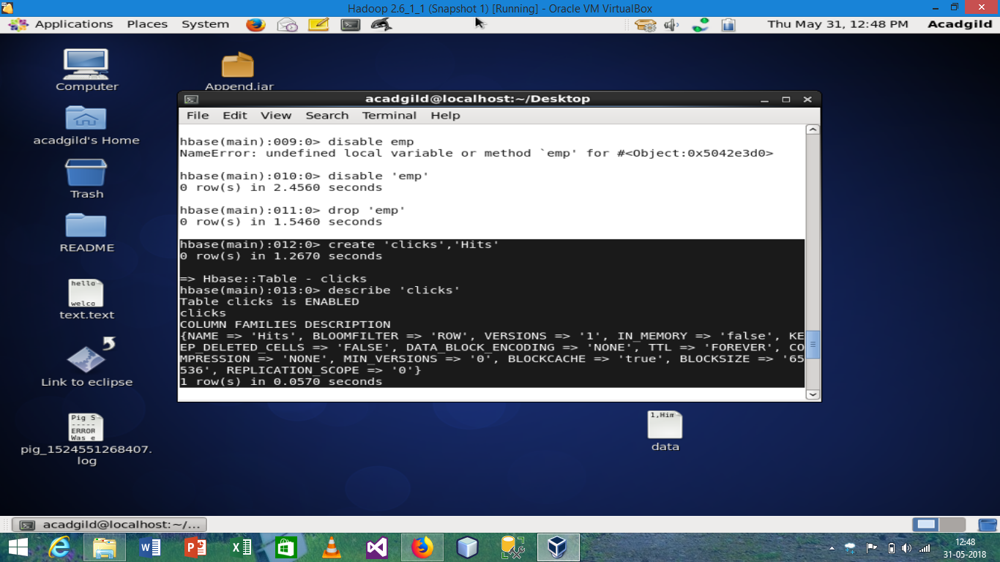 Hadoop 2.6_1_1 (Snapshot 1) [Running] - Oracle VM VirtualBox
Applications Places System Thu May 31, 12:48 PM Acadgild
Computer
Append.jar
acadgild's Home
Trash
README
hello
welco
text.text
Link to eclipse
Pig S
-----
ERROR
Was e
pig_1524551268407.
log
acadgild@localhost:~/Desktop
File Edit View Search Terminal Help
hbase(main):009:0> disable emp
NameError: undefined local variable or method `emp' for #<Object:0x5042e3d0>
hbase(main):010:0> disable 'emp'
0 row(s) in 2.4560 seconds
hbase(main):011:0> drop 'emp'
0 row(s) in 1.5460 seconds
hbase(main):012:0> create 'clicks','Hits'
0 row(s) in 1.2670 seconds
=> Hbase::Table - clicks
hbase(main):013:0> describe 'clicks'
Table clicks is ENABLED
clicks
COLUMN FAMILIES DESCRIPTION
{NAME => 'Hits', BLOOMFILTER => 'ROW', VERSIONS => '1', IN_MEMORY => 'false', KE
EP_DELETED_CELLS => 'FALSE', DATA_BLOCK_ENCODING => 'NONE', TTL => 'FOREVER', CO
MPRESSION => 'NONE', MIN_VERSIONS => '0', BLOCKCACHE => 'true', BLOCKSIZE => '65
536', REPLICATION_SCOPE => '0'}
1 row(s) in 0.0570 seconds
1,Him
data
acadgild@localhost:~/...
12:48
31-05-2018